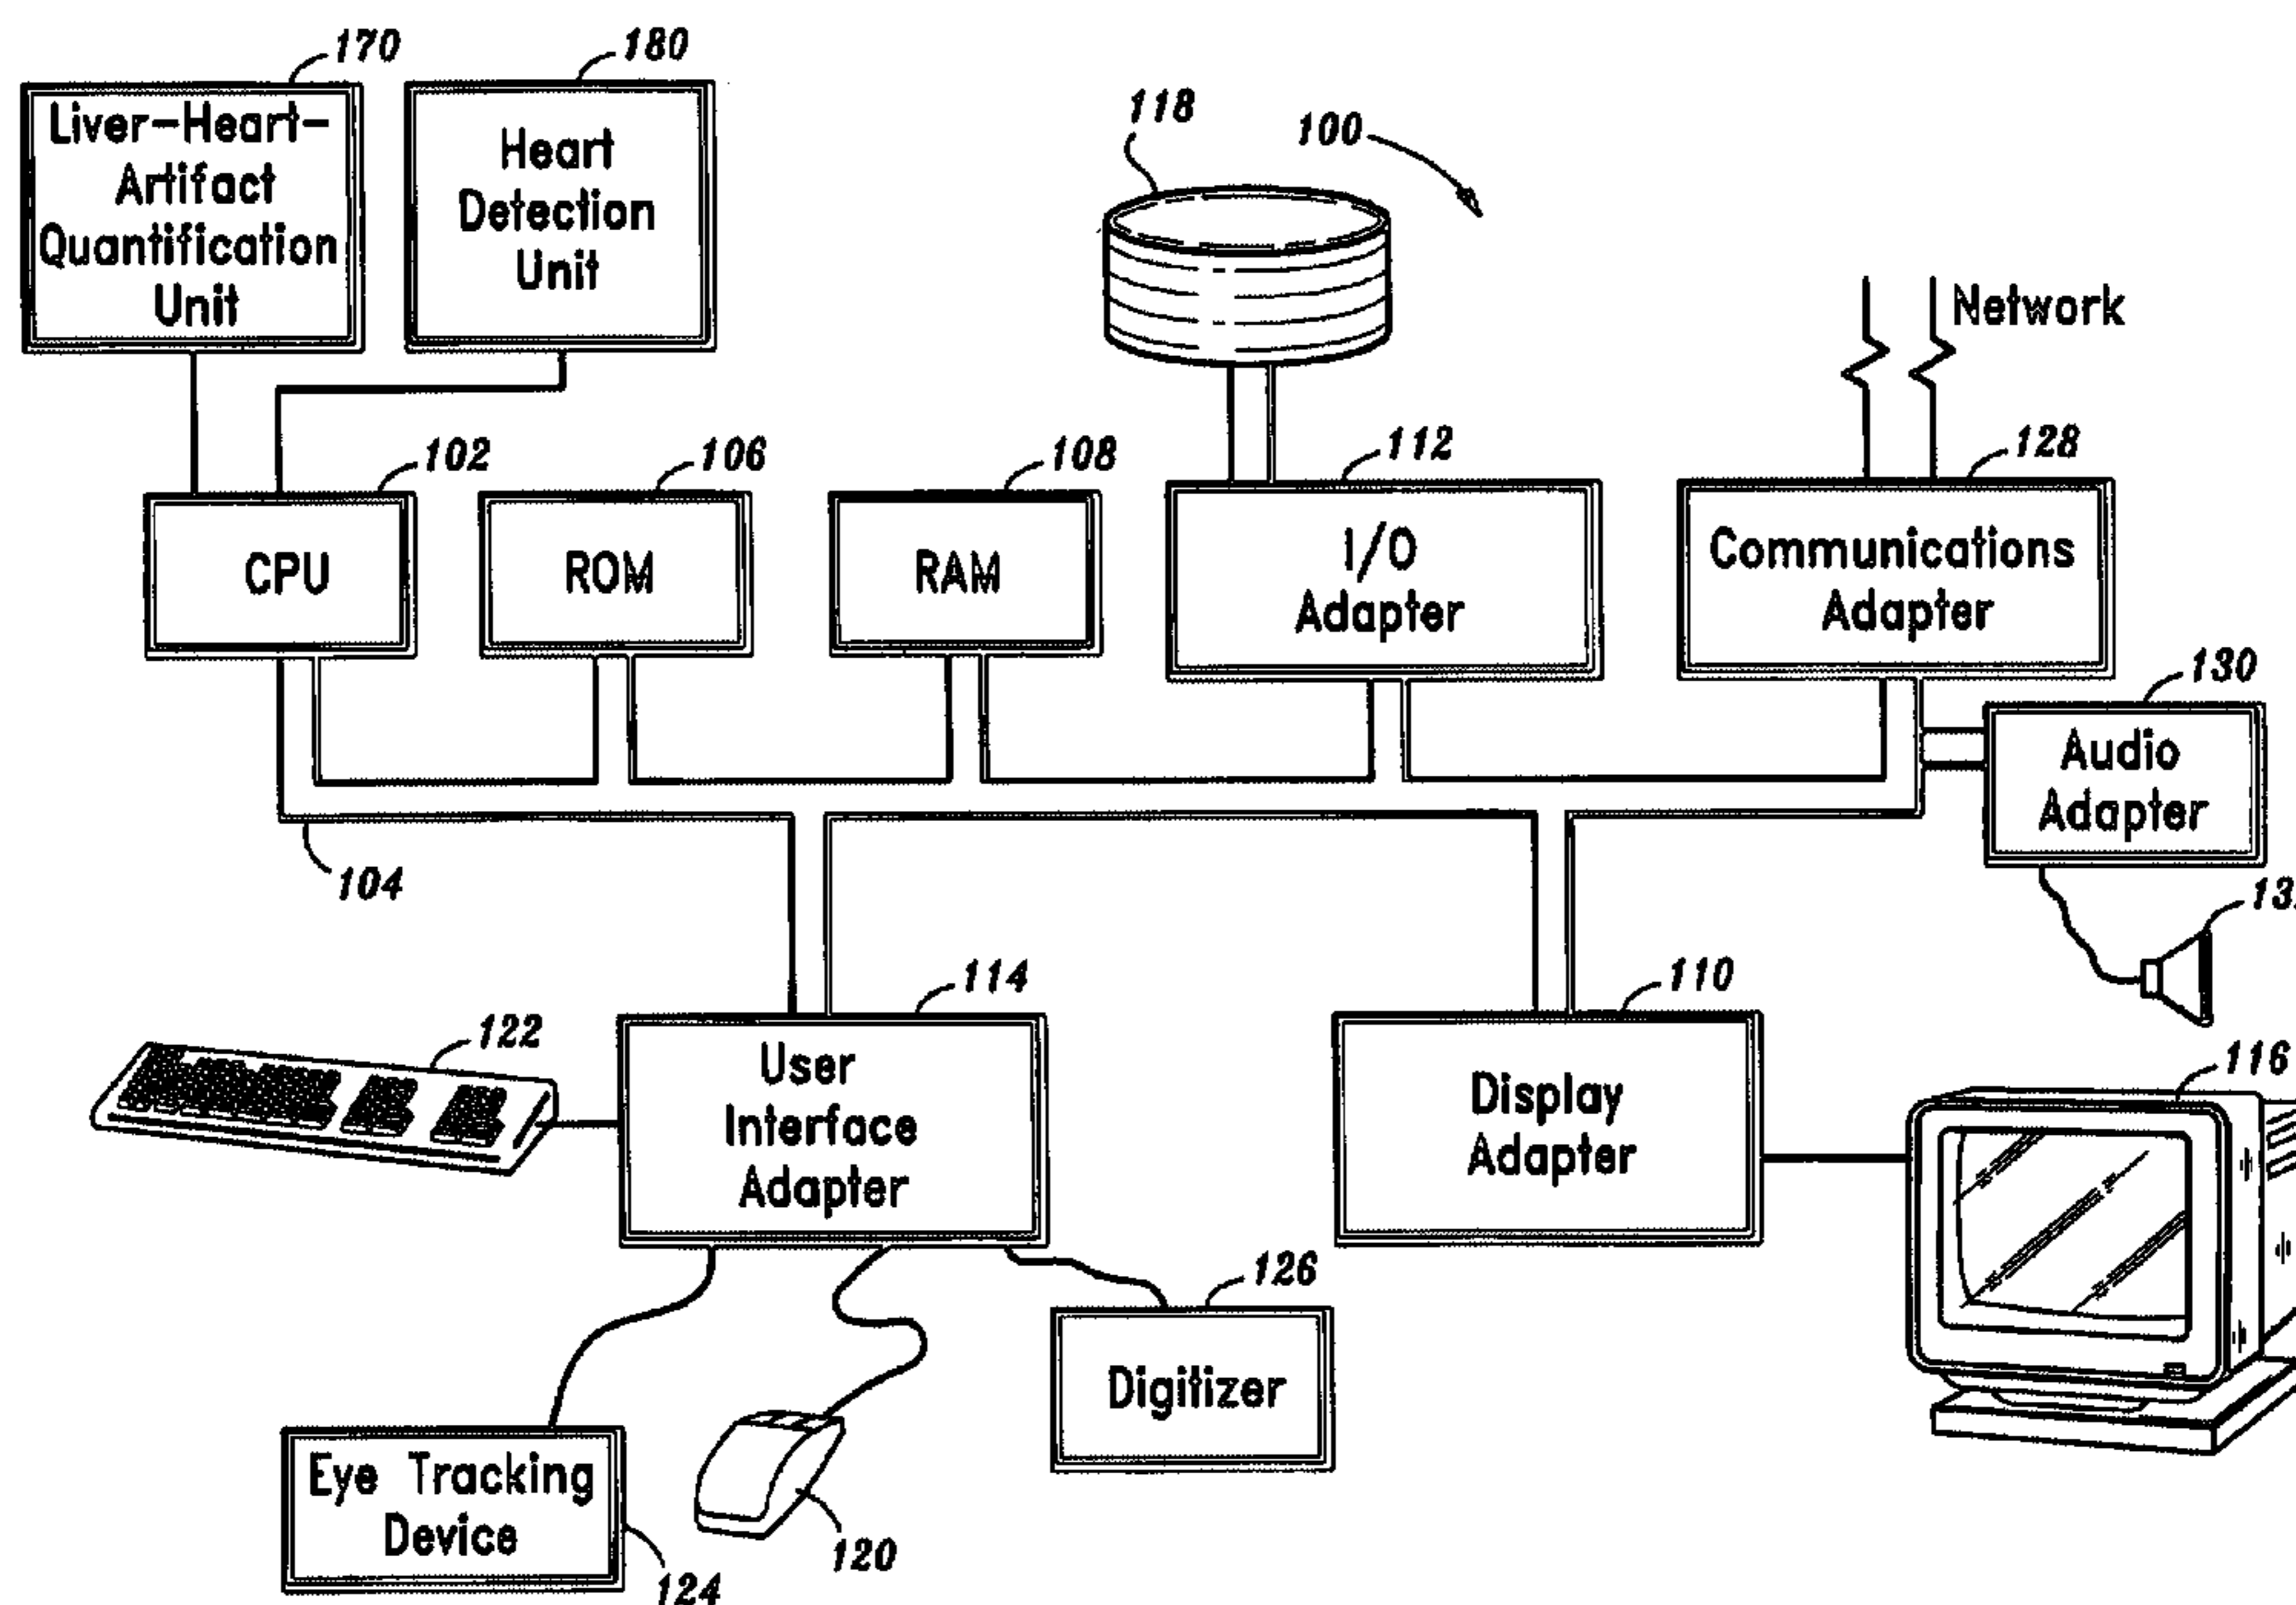 170
180
Liver-Heart-
Artifact
Quantification
Unit
Heart
Detection
Unit
118
100
Network
102
106
108
112
128
CPU
ROM
RAM
I/O
Adapter
Communications
Adapter
130
Audio
Adapter
104
114
110
122
116
User
Interface
Adapter
Display
Adapter
126
Digitizer
Eye Tracking
Device
120
124